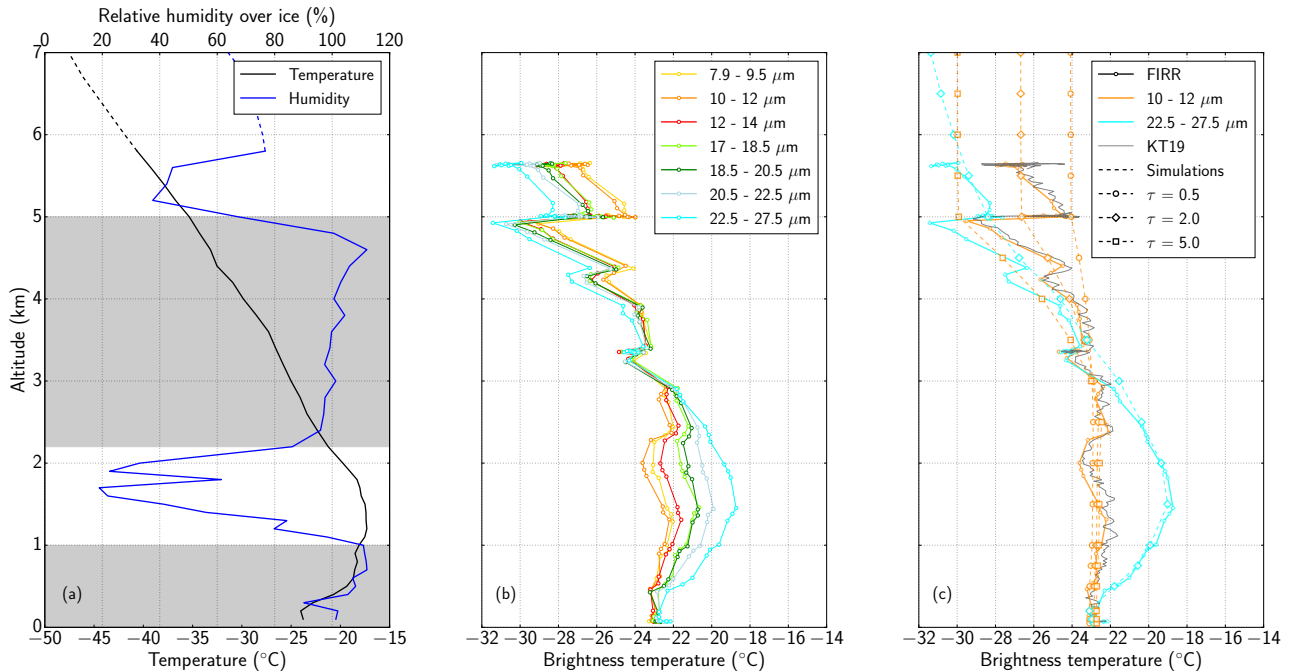 Relative humidity over ice (%)
0 20 40 60 80 100 120
7
6
5
4
3
2
1
0
Altitude (km)
Temperature
Humidity
(a)
−50 −45 −40 −35 −30 −25 −20 −15
Temperature (°C)
7.9 - 9.5 μm
10 - 12 μm
12 - 14 μm
17 - 18.5 μm
18.5 - 20.5 μm
20.5 - 22.5 μm
22.5 - 27.5 μm
(b)
−32 −30 −28 −26 −24 −22 −20 −18 −16 −14
Brightness temperature (°C)
FIRR
10 - 12 μm
22.5 - 27.5 μm
KT19
Simulations
τ = 0.5
τ = 2.0
τ = 5.0
(c)
−32 −30 −28 −26 −24 −22 −20 −18 −16 −14
Brightness temperature (°C)